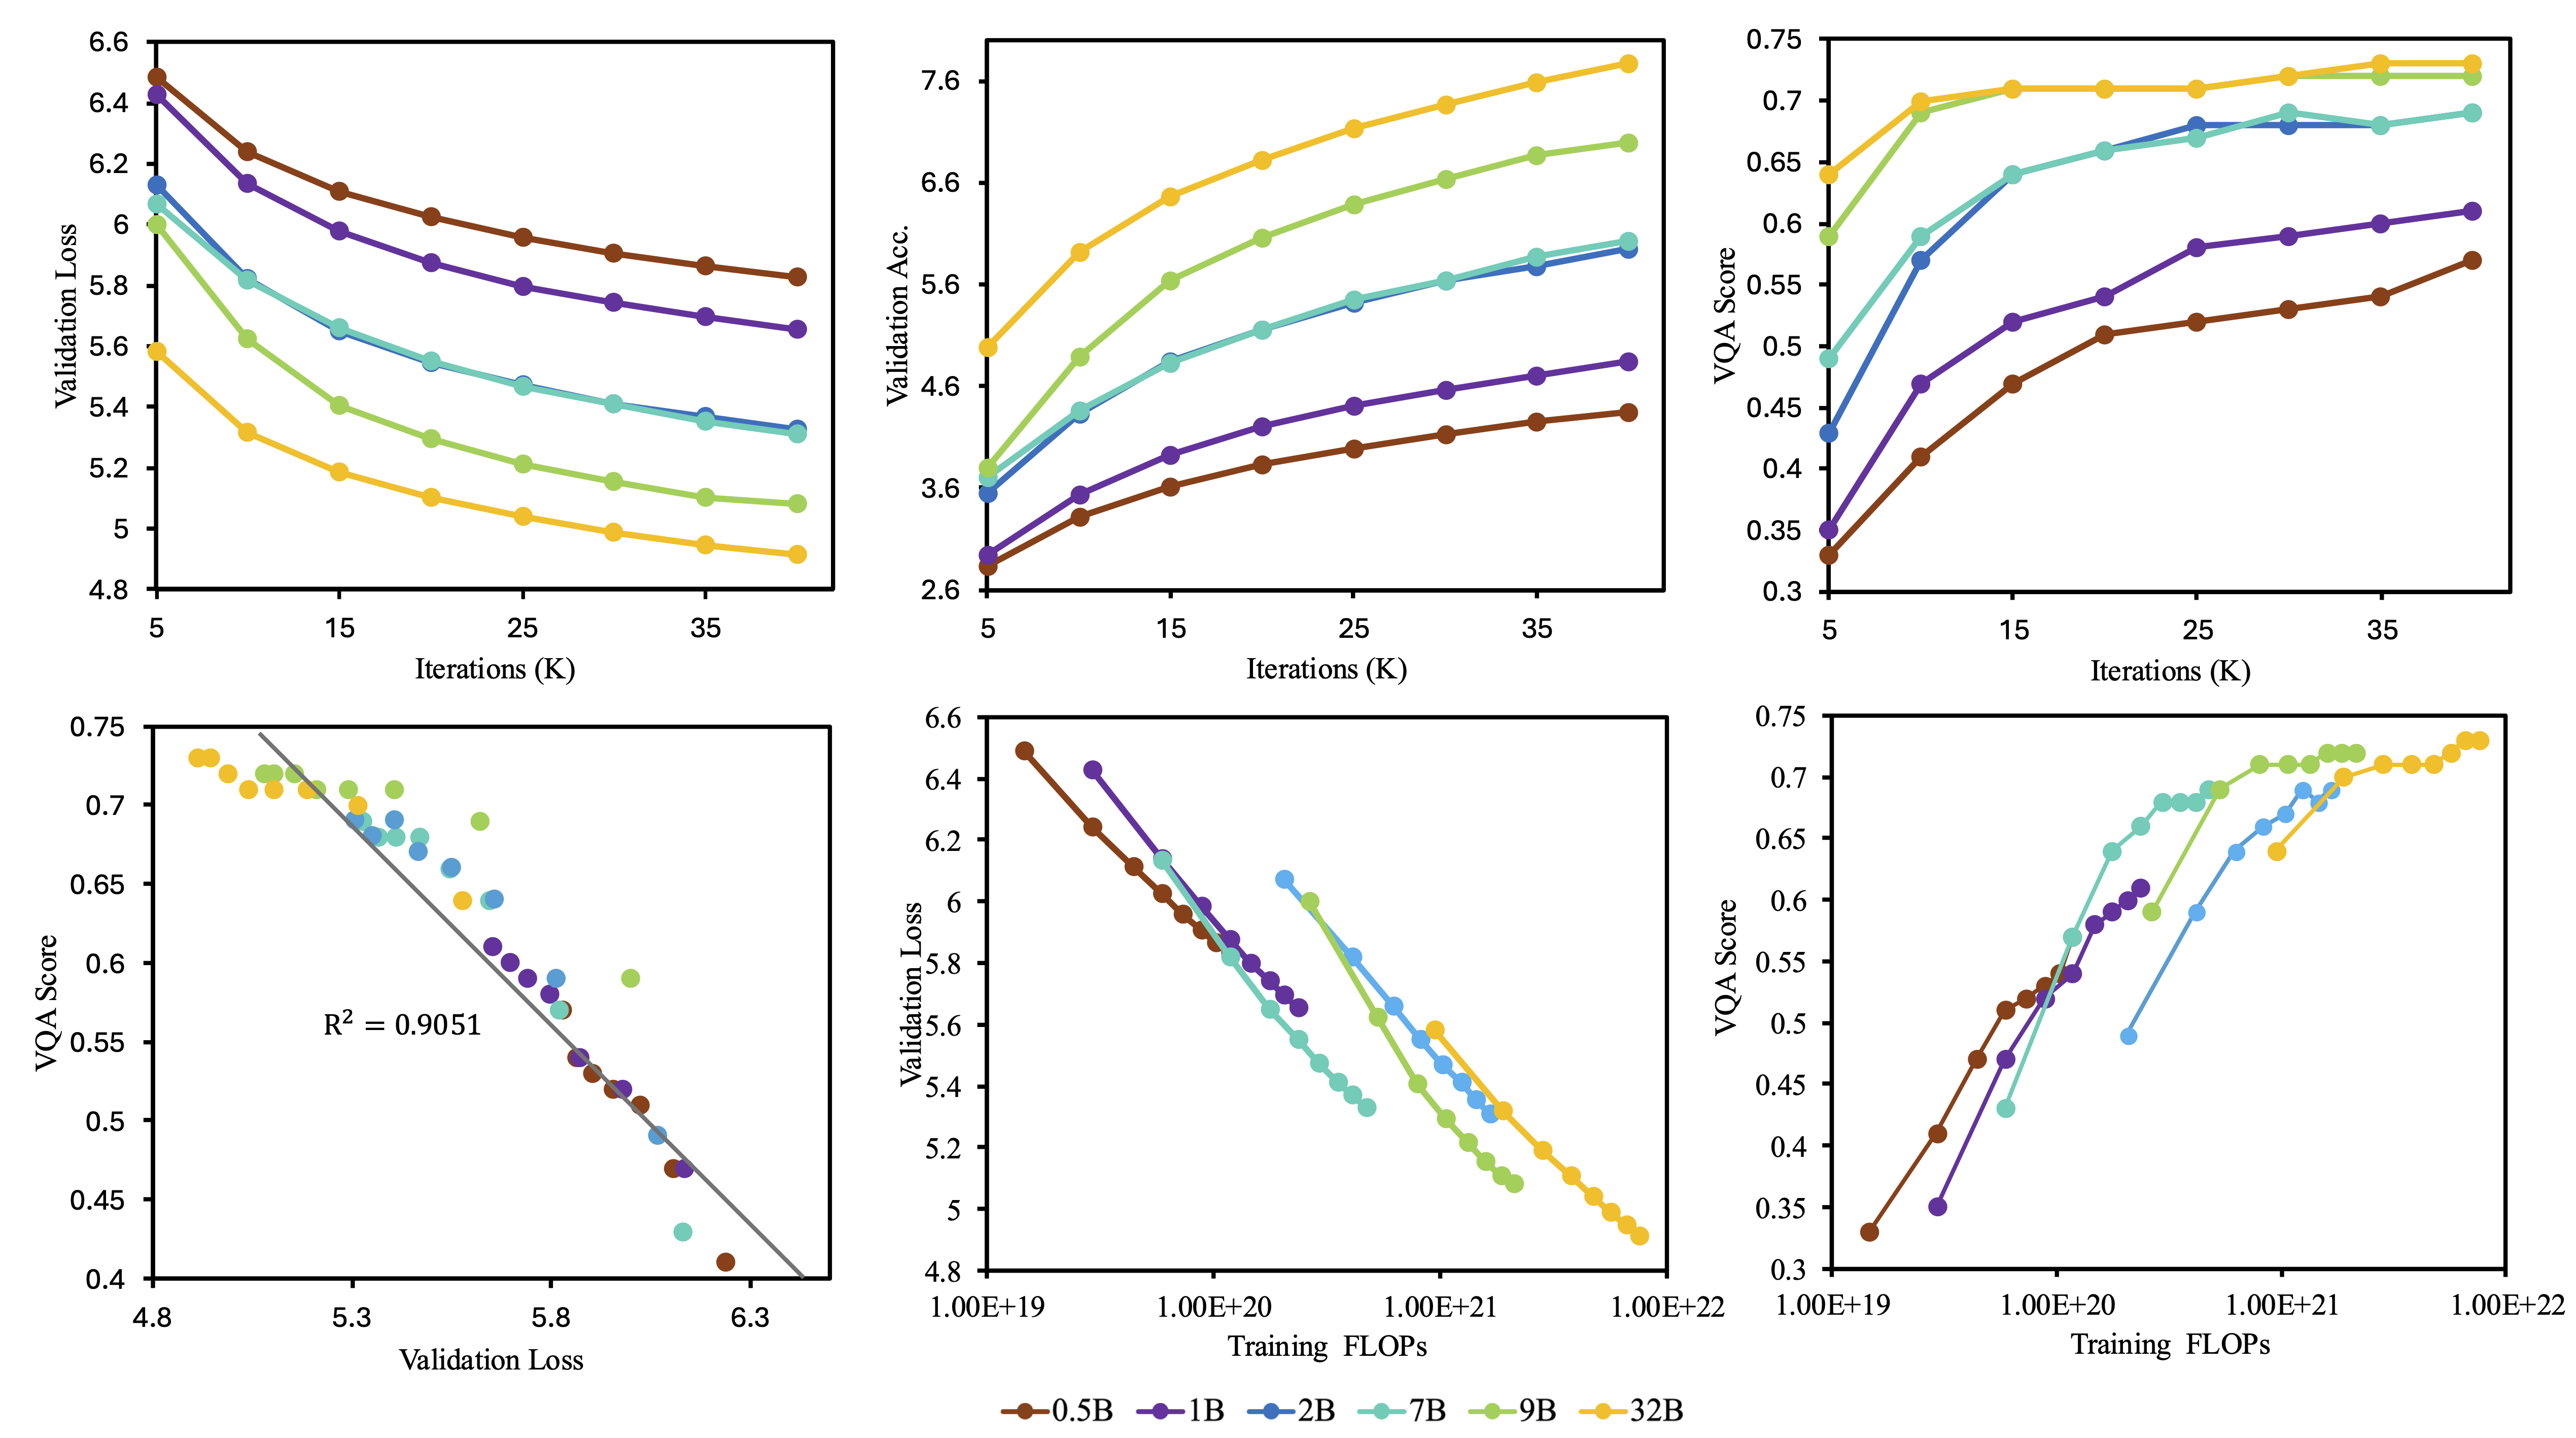 6.6
6.4
6.2
6
5.8
5.6
5.4
5.2
5
4.8
Validation Loss
5 15 25 35
Iterations (K)
7.6
6.6
5.6
4.6
3.6
2.6
Validation Acc.
5 15 25 35
Iterations (K)
0.75
0.7
0.65
0.6
0.55
0.5
0.45
0.4
0.35
0.3
VQA Score
5 15 25 35
Iterations (K)
0.75
0.7
0.65
0.6
0.55
0.5
0.45
0.4
VQA Score
R² = 0.9051
4.8 5.3 5.8 6.3
Validation Loss
6.6
6.4
6.2
6
5.8
5.6
5.4
5.2
5
4.8
Validation Loss
1.00E+19 1.00E+20 1.00E+21 1.00E+22
Training FLOPs
0.75
0.7
0.65
0.6
0.55
0.5
0.45
0.4
0.35
0.3
VQA Score
1.00E+19 1.00E+20 1.00E+21 1.00E+22
Training FLOPs
0.5B 1B 2B 7B 9B 32B